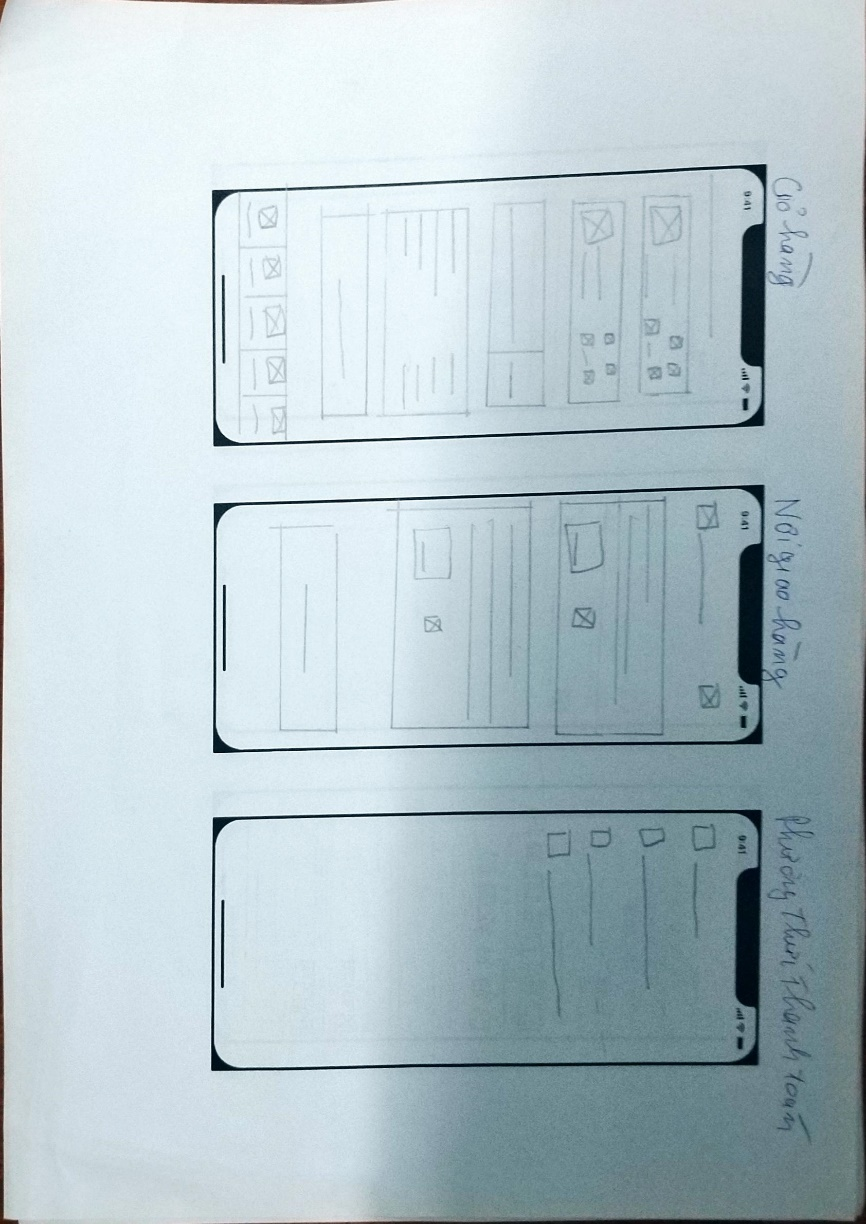 Giỏ hàng
9:41
Nơi giao hàng
9:41
Phương Thức Thanh toán
9:41